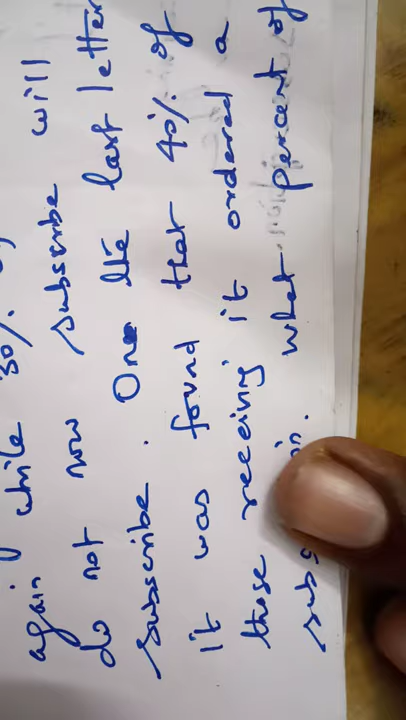 again while 30%
do not now subscribe will
subscribe. One the last letter
it was found that 40% of
those receiving it ordered a
what percent of